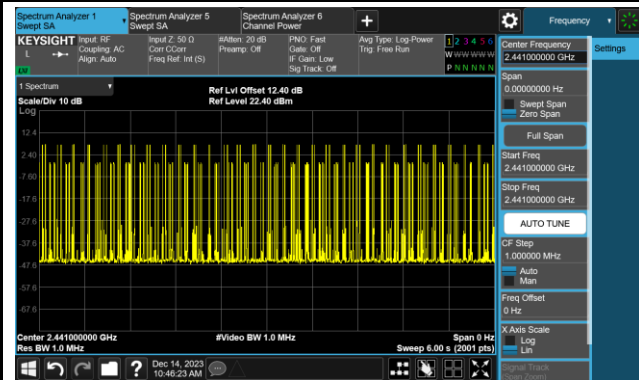 Spectrum Analyzer 1
Swept SA
Spectrum Analyzer 5
Swept SA
Spectrum Analyzer 6
Channel Power
Frequency
KEYSIGHT
L
Input: RF
Coupling: AC
Align: Auto
Input Z: 50 Ω
Corr CCorr
Freq Ref: Int (S)
#Atten: 20 dB
Preamp: Off
PNO: Fast
Gate: Off
IF Gain: Low
Sig Track: Off
Avg Type: Log-Power
Trig: Free Run
1 2 3 4 5 6
W W W W W W
P N N N N N
1 Spectrum
Scale/Div 10 dB
Log
Ref Lvl Offset 12.40 dB
Ref Level 22.40 dBm
12.4
2.40
-7.60
-17.6
-27.6
-37.6
-47.6
-57.6
-67.6
Center 2.441000000 GHz
Res BW 1.0 MHz
#Video BW 1.0 MHz
Span 0 Hz
Sweep 6.00 s (2001 pts)
Dec 14, 2023
10:46:23 AM
Center Frequency
2.441000000 GHz
Span
0.00000000 Hz
Swept Span
Zero Span
Full Span
Start Freq
2.441000000 GHz
Stop Freq
2.441000000 GHz
AUTO TUNE
CF Step
1.000000 MHz
Auto
Man
Freq Offset
0 Hz
X Axis Scale
Log
Lin
Signal Track
(Span Zoom)
Settings